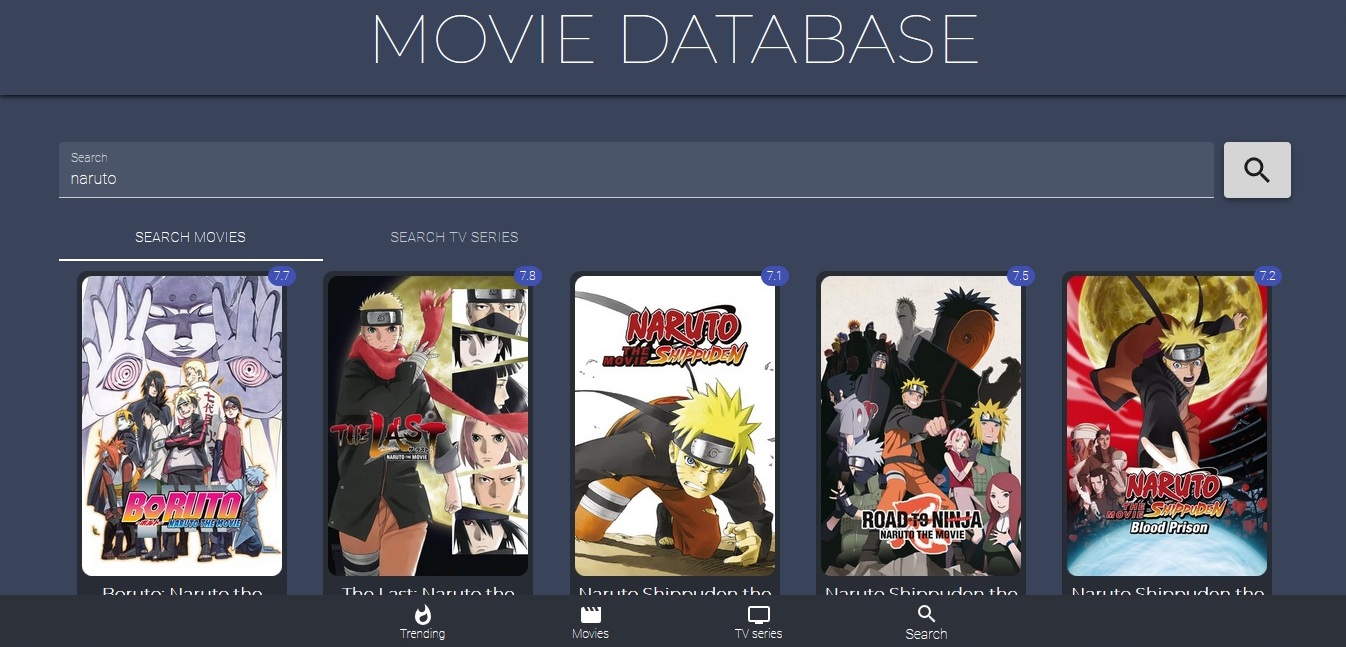 MOVIE DATABASE
Search
naruto
SEARCH MOVIES
SEARCH TV SERIES
7.7
7.8
7.1
7.5
7.2
七代目
BORUTO
NARUTO THE MOVIE
THE LAST
NARUTO THE MOVIE
NARUTO
THE MOVIE SHIPPUDEN
ROAD TO NINJA
NARUTO THE MOVIE
NARUTO
THE MOVIE SHIPPUDEN
Blood Prison
Boruto: Naruto the
The Last: Naruto the
Naruto Shippuden the
Naruto Shippuden the
Naruto Shippuden the
Trending
Movies
TV series
Search